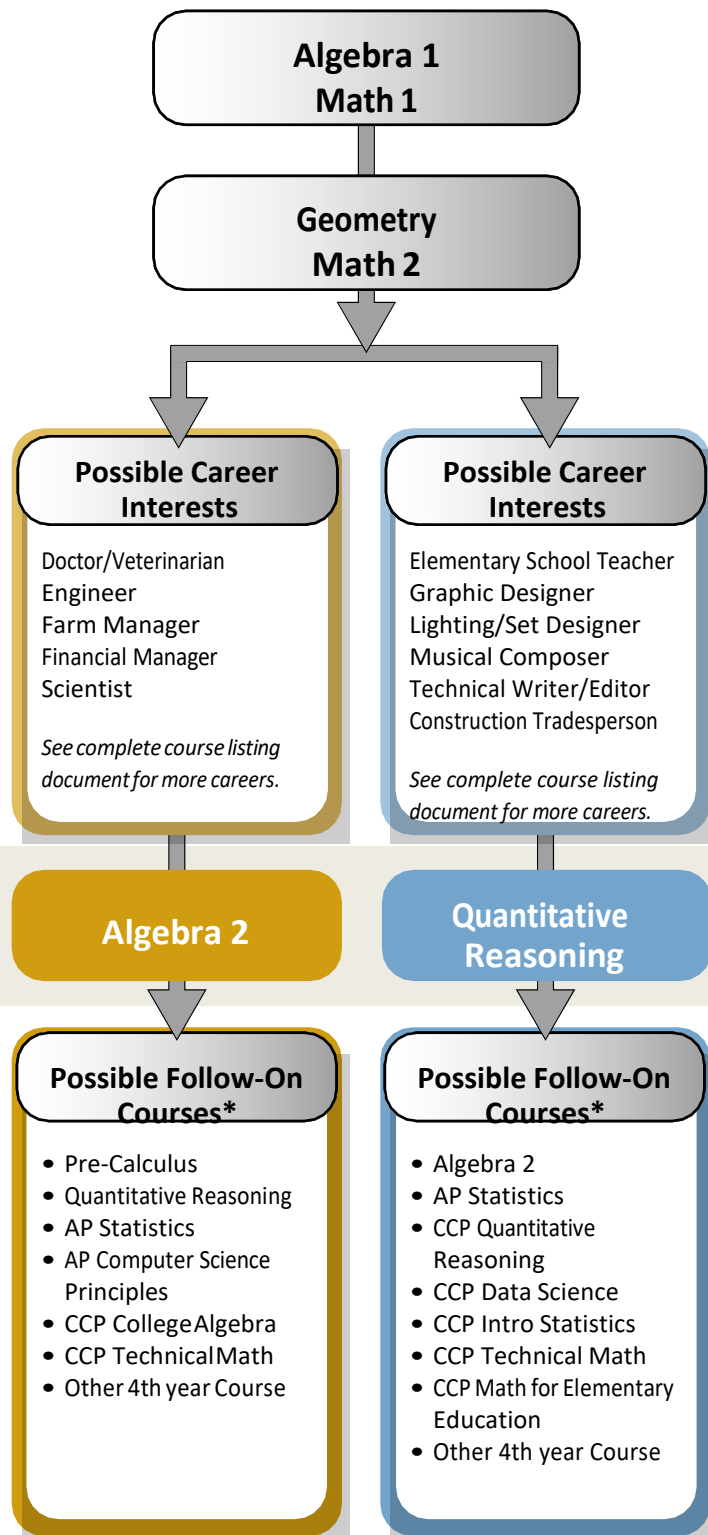 Algebra 1
Math 1
Geometry
Math 2
Possible Career
Interests
Doctor/Veterinarian
Engineer
Farm Manager
Financial Manager
Scientist
See complete course listing
document for more careers.
Possible Career
Interests
Elementary School Teacher
Graphic Designer
Lighting/Set Designer
Musical Composer
Technical Writer/Editor
Construction Tradesperson
See complete course listing
document for more careers.
Algebra 2
Quantitative
Reasoning
Possible Follow-On
Courses*
• Pre-Calculus
• Quantitative Reasoning
• AP Statistics
• AP Computer Science
Principles
• CCP College Algebra
• CCP Technical Math
• Other 4th year Course
Possible Follow-On
Courses*
• Algebra 2
• AP Statistics
• CCP Quantitative
Reasoning
• CCP Data Science
• CCP Intro Statistics
• CCP Technical Math
• CCP Math for Elementary
Education
• Other 4th year Course